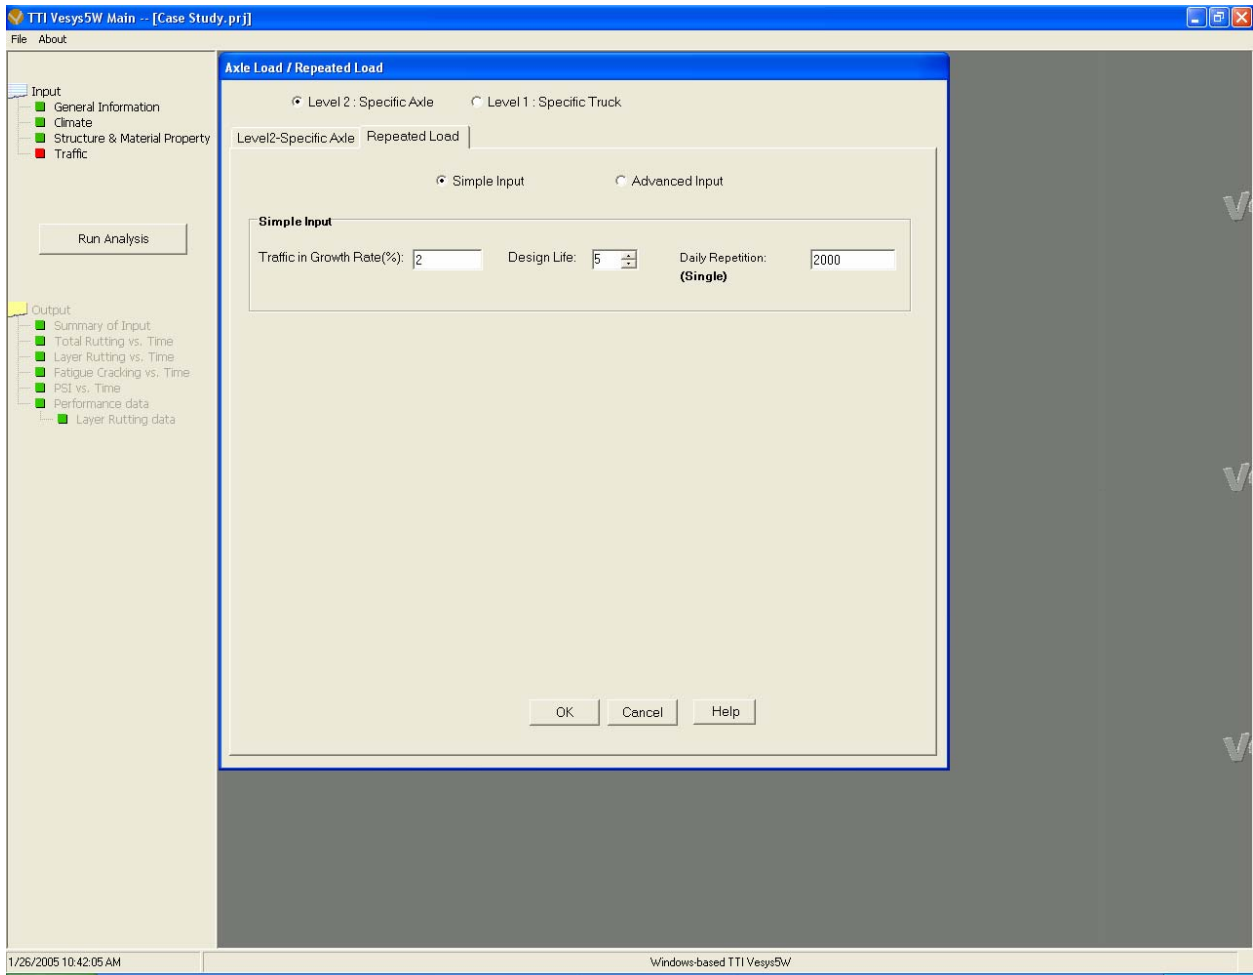 TTI Vesys5W Main -- [Case Study.prj]
File About
Input
General Information
Climate
Structure & Material Property
Traffic
Run Analysis
Output
Summary of Input
Total Rutting vs. Time
Layer Rutting vs. Time
Fatigue Cracking vs. Time
PSI vs. Time
Performance data
Layer Rutting data
Axle Load / Repeated Load
Level 2 : Specific Axle Level 1 : Specific Truck
Level2-Specific Axle Repeated Load
Simple Input Advanced Input
Simple Input
Traffic in Growth Rate(%): 2 Design Life: 5 Daily Repetition: 2000
(Single)
OK Cancel Help
1/26/2005 10:42:05 AM Windows-based TTI Vesys5W